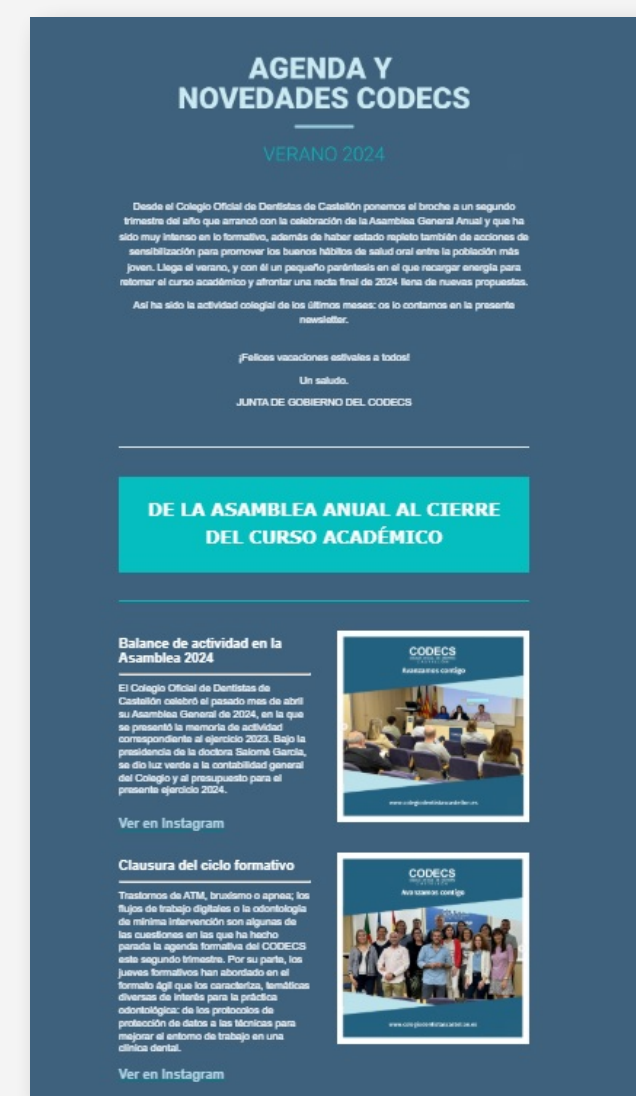 AGENDA Y
NOVEDADES CODECS
VERANO 2024
Desde el Colegio Oficial de Dentistas de Castellón ponemos el broche a un segundo
trimestre del año que arrancó con la celebración de la Asamblea General Anual y que ha
sido muy intenso en lo formativo, además de haber estado repleto también de acciones de
sensibilización para promover los buenos hábitos de salud oral entre la población más
joven. Llega el verano, y con él un pequeño paréntesis en el que recargar energía para
retomar el curso académico y afrontar una recta final de 2024 llena de nuevas propuestas.
Así ha sido la actividad colegial de los últimos meses: os lo contamos en la presente
newsletter.
¡Felices vacaciones estivales a todos!
Un saludo.
JUNTA DE GOBIERNO DEL CODECS
DE LA ASAMBLEA ANUAL AL CIERRE
DEL CURSO ACADÉMICO
Balance de actividad en la
Asamblea 2024
El Colegio Oficial de Dentistas de
Castellón celebró el pasado mes de abril
su Asamblea General de 2024, en la que
se presentó la memoria de actividad
correspondiente al ejercicio 2023. Bajo la
presidencia de la doctora Salomé García,
se dio luz verde a la contabilidad general
del Colegio y al presupuesto para el
presente ejercicio 2024.
Ver en Instagram
CODECS
Avanzamos contigo
www.colegiodentistascastellon.es
Clausura del ciclo formativo
Trastornos de ATM, bruxismo o apnea; los
flujos de trabajo digitales o la odontología
de mínima intervención son algunas de
las cuestiones en las que ha hecho
parada la agenda formativa del CODECS
este segundo trimestre. Por su parte, los
jueves formativos han abordado en el
formato ágil que los caracteriza, temáticas
diversas de interés para la práctica
odontológica: de los protocolos de
protección de datos a las técnicas para
mejorar el entorno de trabajo en una
clínica dental.
Ver en Instagram
CODECS
Avanzamos contigo
www.colegiodentistascastellon.es